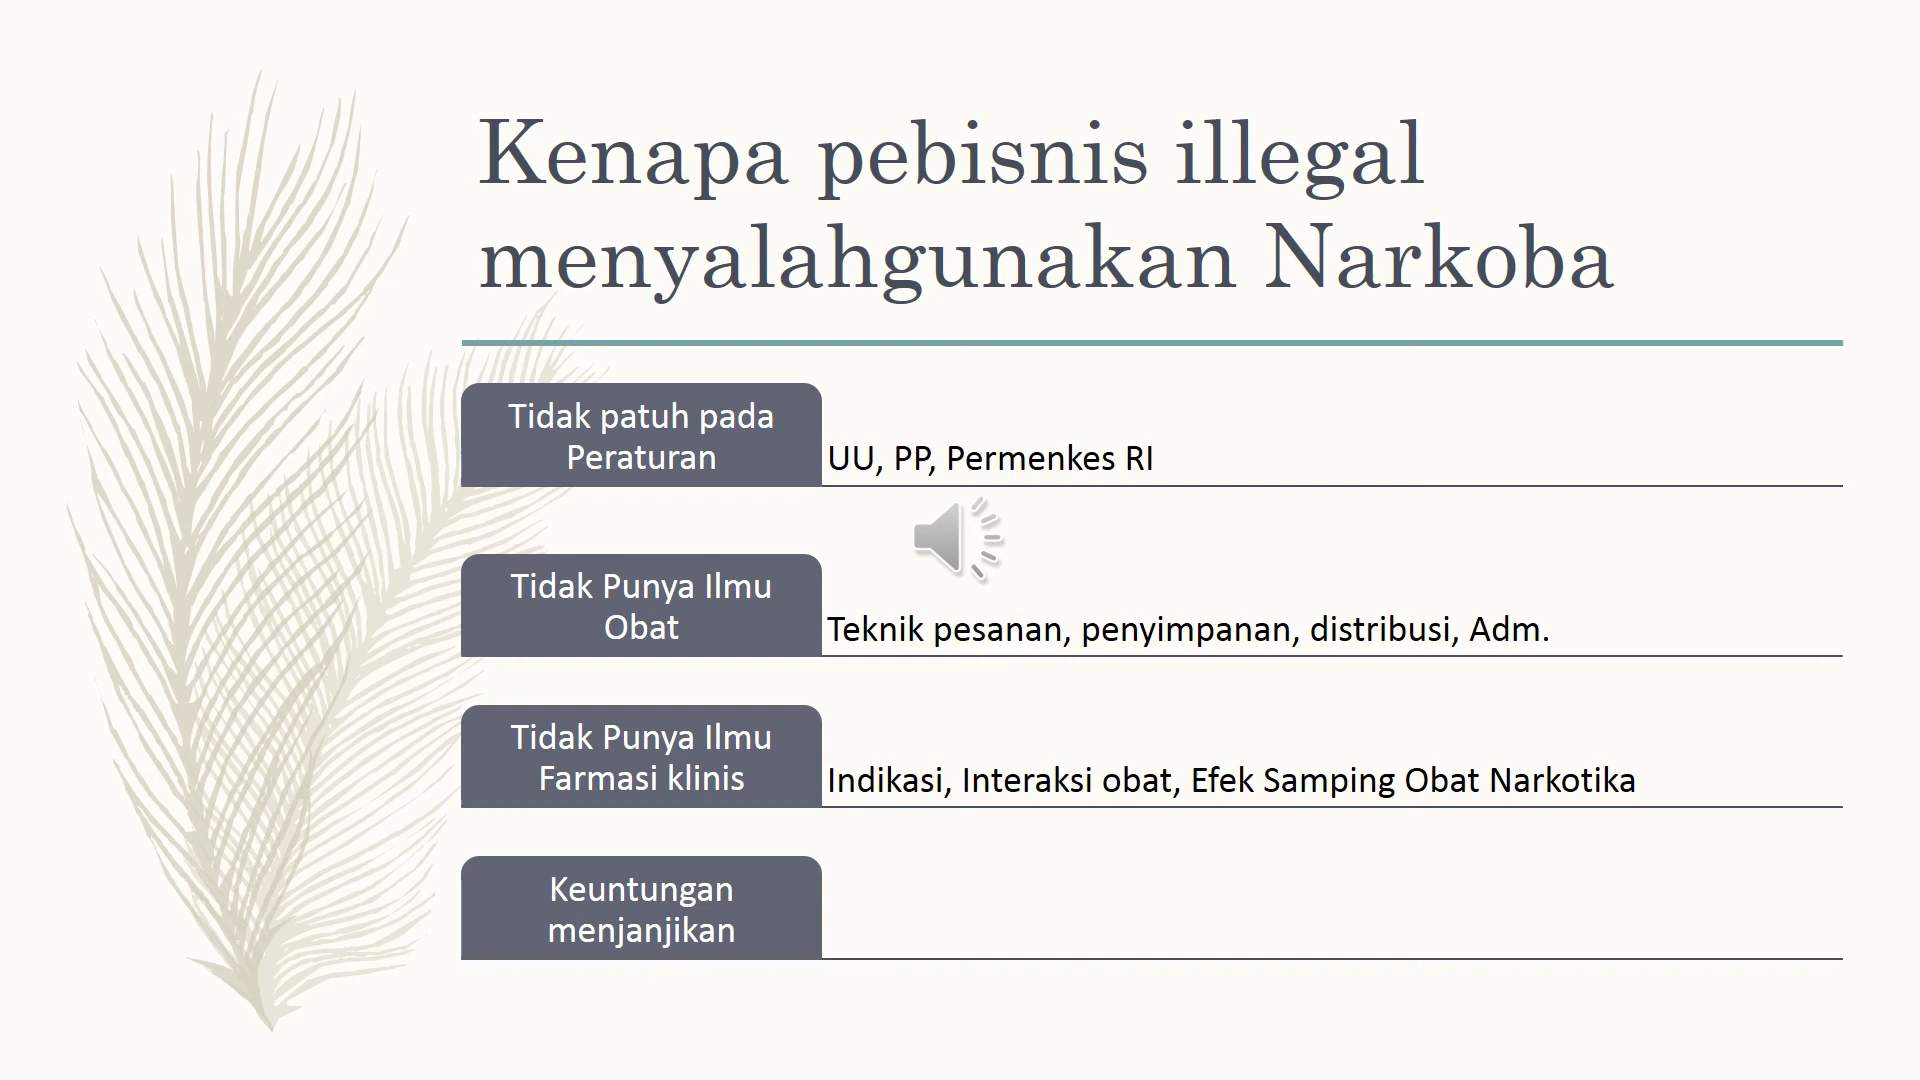 Kenapa pebisnis illegal
menyalahgunakan Narkoba
Tidak patuh pada
Peraturan
UU, PP, Permenkes RI
Tidak Punya Ilmu
Obat
Teknik pesanan, penyimpanan, distribusi, Adm.
Tidak Punya Ilmu
Farmasi klinis
Indikasi, Interaksi obat, Efek Samping Obat Narkotika
Keuntungan
menjanjikan